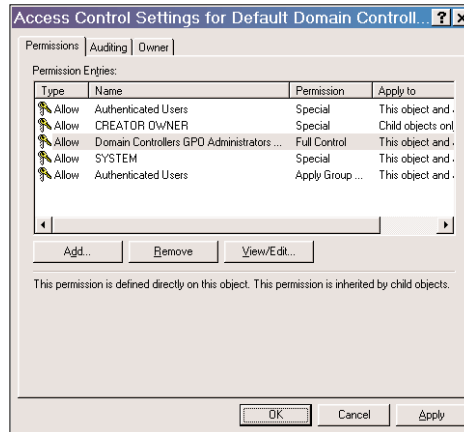 Access Control Settings for Default Domain Controll... ? X
Permissions Auditing Owner
Permission Entries:
Type Name Permission Apply to
Allow Authenticated Users Special This object and
Allow CREATOR OWNER Special Child objects onl
Allow Domain Controllers GPO Administrators ... Full Control This object and
Allow SYSTEM Special This object and
Allow Authenticated Users Apply Group ... This object and
Add... Remove View/Edit...
This permission is defined directly on this object. This permission is inherited by child objects.
OK Cancel Apply